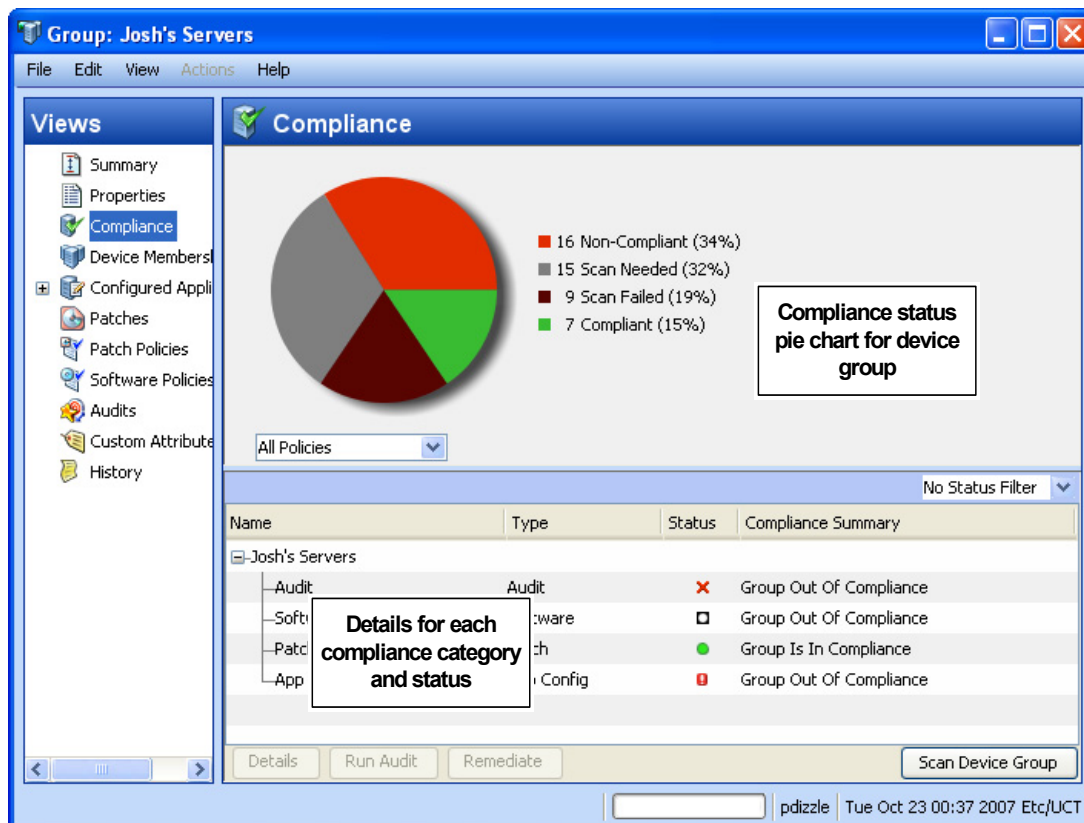 Group: Josh's Servers
File Edit View Actions Help
Views
Summary
Properties
Compliance
Device Membersh
Configured Appli
Patches
Patch Policies
Software Policies
Audits
Custom Attribute
History
Compliance
16 Non-Compliant (34%)
15 Scan Needed (32%)
9 Scan Failed (19%)
7 Compliant (15%)
Compliance status
pie chart for device
group
All Policies
No Status Filter
Name Type Status Compliance Summary
Josh's Servers
Audit Audit Group Out Of Compliance
Soft tware Group Out Of Compliance
Patc ch Group Is In Compliance
App Config Group Out Of Compliance
Details for each
compliance category
and status
Details Run Audit Remediate Scan Device Group
pdizzle Tue Oct 23 00:37 2007 Etc/UCT